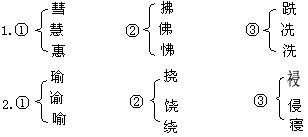 彗 拂 跣
1.① 慧 ② 佛 ③ 冼
惠 怫 洗
瑜 挠 祲
2.① 谕 ② 饶 ③ 侵
喻 绕 寝